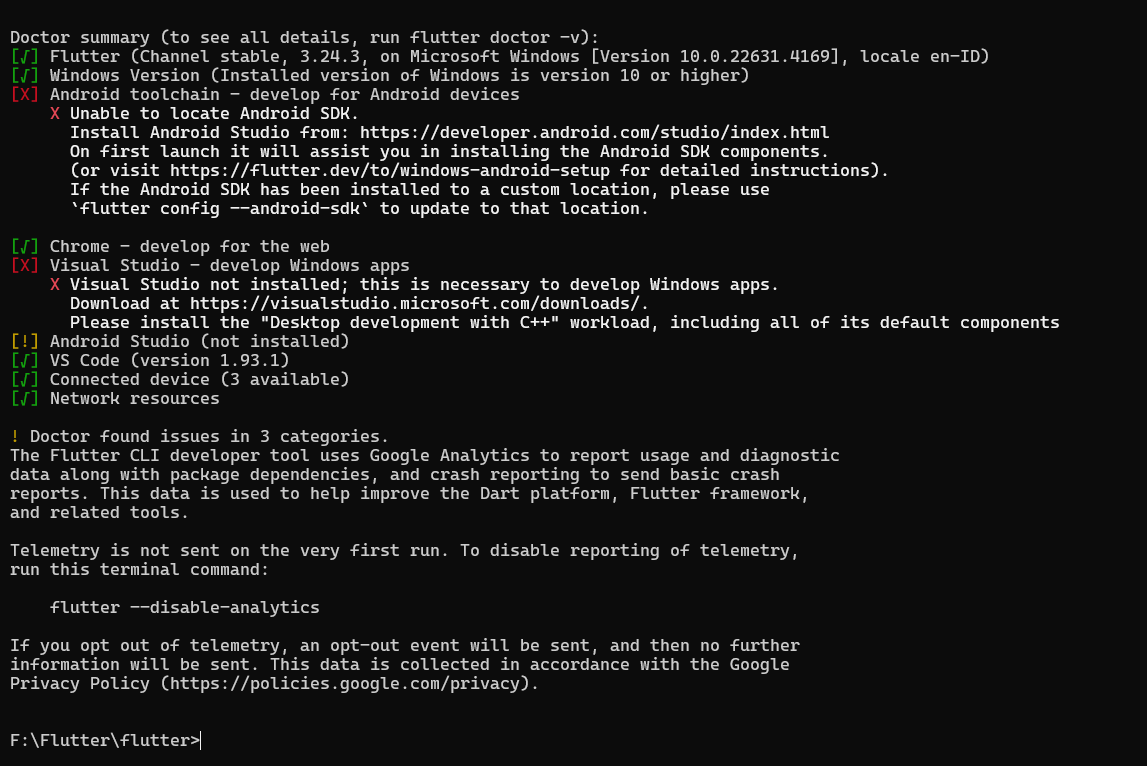 Doctor summary (to see all details, run flutter doctor -v):
[√] Flutter (Channel stable, 3.24.3, on Microsoft Windows [Version 10.0.22631.4169], locale en-ID)
[√] Windows Version (Installed version of Windows is version 10 or higher)
[X] Android toolchain - develop for Android devices
    X Unable to locate Android SDK.
      Install Android Studio from: https://developer.android.com/studio/index.html
      On first launch it will assist you in installing the Android SDK components.
      (or visit https://flutter.dev/to/windows-android-setup for detailed instructions).
      If the Android SDK has been installed to a custom location, please use
      `flutter config --android-sdk` to update to that location.

[√] Chrome - develop for the web
[X] Visual Studio - develop Windows apps
    X Visual Studio not installed; this is necessary to develop Windows apps.
      Download at https://visualstudio.microsoft.com/downloads/.
      Please install the "Desktop development with C++" workload, including all of its default components
[!] Android Studio (not installed)
[√] VS Code (version 1.93.1)
[√] Connected device (3 available)
[√] Network resources

! Doctor found issues in 3 categories.
The Flutter CLI developer tool uses Google Analytics to report usage and diagnostic
data along with package dependencies, and crash reporting to send basic crash
reports. This data is used to help improve the Dart platform, Flutter framework,
and related tools.

Telemetry is not sent on the very first run. To disable reporting of telemetry,
run this terminal command:

    flutter --disable-analytics

If you opt out of telemetry, an opt-out event will be sent, and then no further
information will be sent. This data is collected in accordance with the Google
Privacy Policy (https://policies.google.com/privacy).

F:\Flutter\flutter>